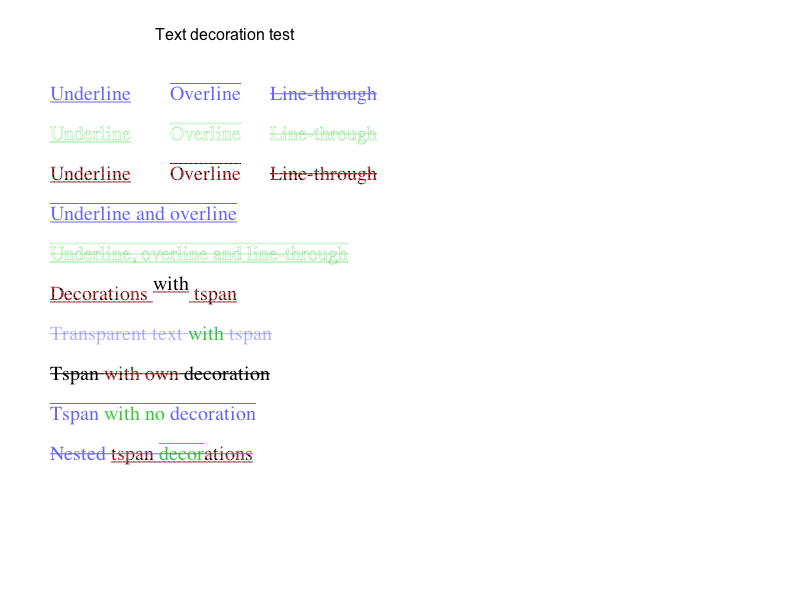 Text decoration test
Underline Overline Line-through
Underline Overline Line-through
Underline Overline Line-through
Underline and overline
Underline, overline and line-through
Decorations with tspan
Transparent text with tspan
Tspan with own decoration
Tspan with no decoration
Nested tspan decorations